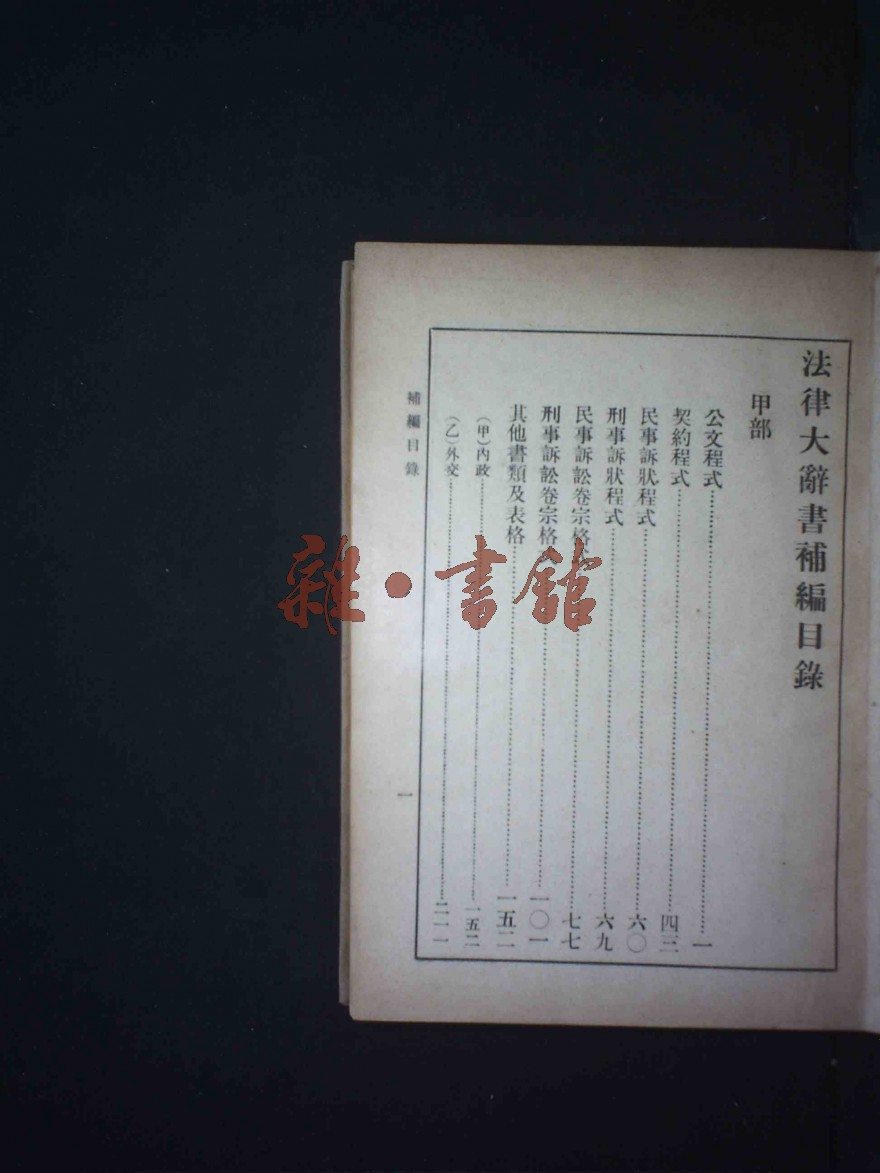 法律大辭書補編目錄
甲部
公文程式……一
契約程式……四三
民事訴狀程式……六〇
刑事訴狀程式……六九
民事訴訟卷宗格……七七
刑事訴訟卷宗格……一〇一
其他書類及表格……一五二
(甲)內政……一五二
(乙)外交……二一一
補編目錄
一
雜·書館